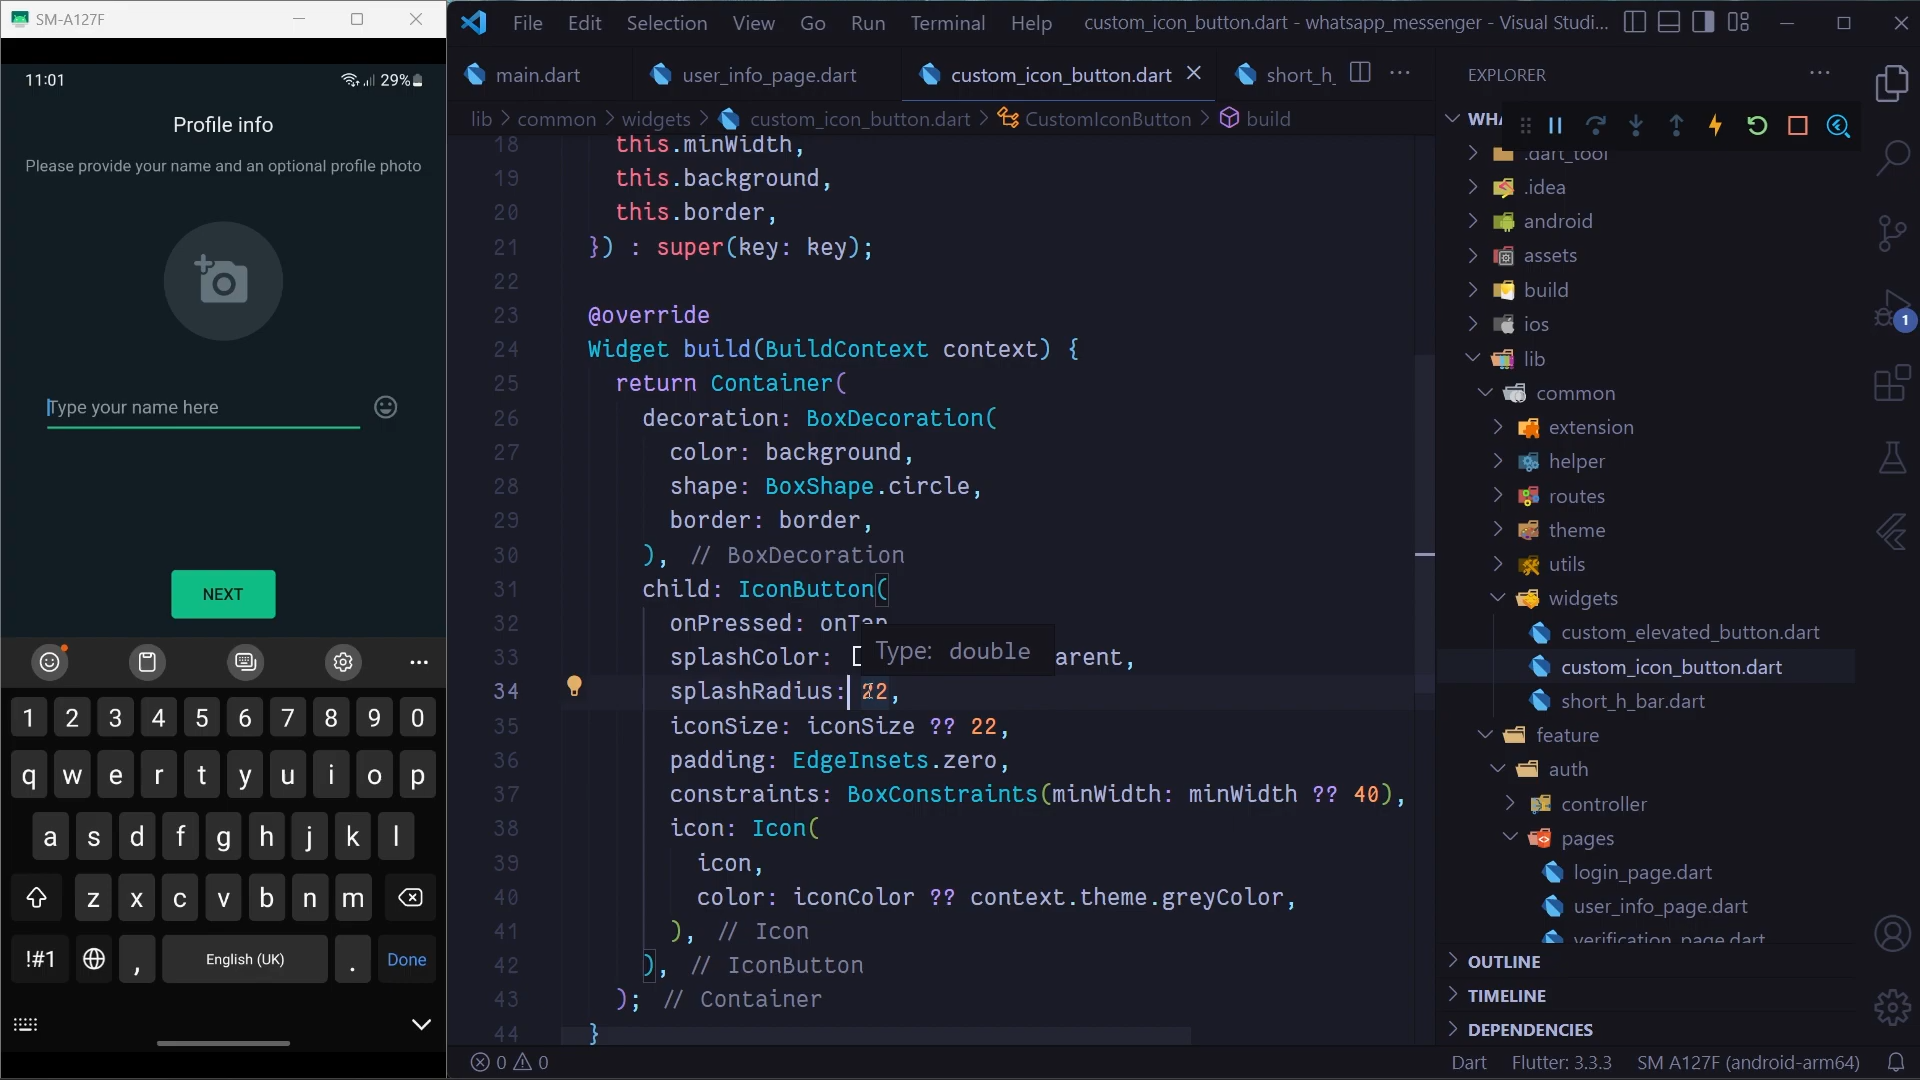 SM-A127F
11:01
29%
Profile info
Please provide your name and an optional profile photo
Type your name here
NEXT
1 2 3 4 5 6 7 8 9 0
q w e r t y u i o p
a s d f g h j k l
z x c v b n m
!#1 , English (UK) . Done
File Edit Selection View Go Run Terminal Help
custom_icon_button.dart - whatsapp_messenger - Visual Studi...
main.dart
user_info_page.dart
custom_icon_button.dart
short_h_
lib > common > widgets > custom_icon_button.dart > CustomIconButton > build
18 this.minWidth,
19 this.background,
20 this.border,
21 }) : super(key: key);
22
23 @override
24 Widget build(BuildContext context) {
25 return Container(
26 decoration: BoxDecoration(
27 color: background,
28 shape: BoxShape.circle,
29 border: border,
30 ), // BoxDecoration
31 child: IconButton(
32 onPressed: onTap
Type: double
33 splashColor: arent,
34 splashRadius: 22,
35 iconSize: iconSize ?? 22,
36 padding: EdgeInsets.zero,
37 constraints: BoxConstraints(minWidth: minWidth ?? 40),
38 icon: Icon(
39 icon,
40 color: iconColor ?? context.theme.greyColor,
41 ), // Icon
42 ), // IconButton
43 ); // Container
44 }
EXPLORER
WHA
.dart_tool
.idea
android
assets
build
ios
lib
common
extension
helper
routes
theme
utils
widgets
custom_elevated_button.dart
custom_icon_button.dart
short_h_bar.dart
feature
auth
controller
pages
login_page.dart
user_info_page.dart
verification_page.dart
OUTLINE
TIMELINE
DEPENDENCIES
1
0 0
Dart Flutter: 3.3.3 SM A127F (android-arm64)